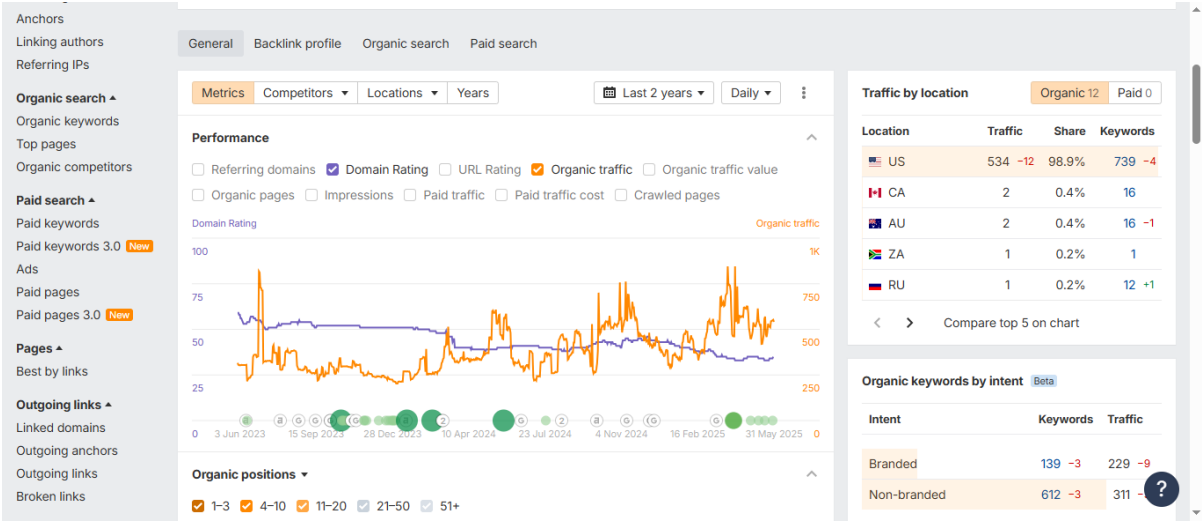 Anchors
Linking authors
Referring IPs
Organic search
Organic keywords
Top pages
Organic competitors
Paid search
Paid keywords
Paid keywords 3.0 New
Ads
Paid pages
Paid pages 3.0 New
Pages
Best by links
Outgoing links
Linked domains
Outgoing anchors
Outgoing links
Broken links
General Backlink profile Organic search Paid search
Metrics Competitors Locations Years Last 2 years Daily
Performance
Referring domains Domain Rating URL Rating Organic traffic Organic traffic value
Organic pages Impressions Paid traffic Paid traffic cost Crawled pages
Domain Rating Organic traffic
100 1K
75 750
50 500
25 250
a a G G G G a 2 G 2 a G G G
0 3 Jun 2023 15 Sep 2023 28 Dec 2023 10 Apr 2024 23 Jul 2024 4 Nov 2024 16 Feb 2025 31 May 2025 0
Organic positions
1–3 4–10 11–20 21–50 51+
Traffic by location Organic 12 Paid 0
Location Traffic Share Keywords
US 534 −12 98.9% 739 −4
CA 2 0.4% 16
AU 2 0.4% 16 −1
ZA 1 0.2% 1
RU 1 0.2% 12 +1
Compare top 5 on chart
Organic keywords by intent Beta
Intent Keywords Traffic
Branded 139 −3 229 −9
Non-branded 612 −3 311
?